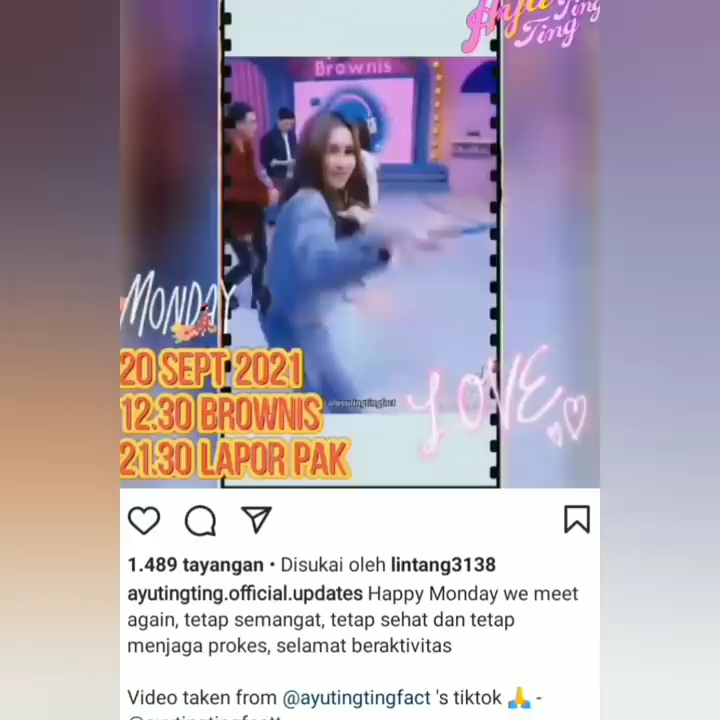 Ayu Ting
Ting
Brownis
MONDAY
20 SEPT 2021
12.30 BROWNIS
21.30 LAPOR PAK
@ayutingtingfact
LOVE
1.489 tayangan • Disukai oleh lintang3138
ayutingting.official.updates Happy Monday we meet
again, tetap semangat, tetap sehat dan tetap
menjaga prokes, selamat beraktivitas
Video taken from @ayutingtingfact 's tiktok 🙏 -